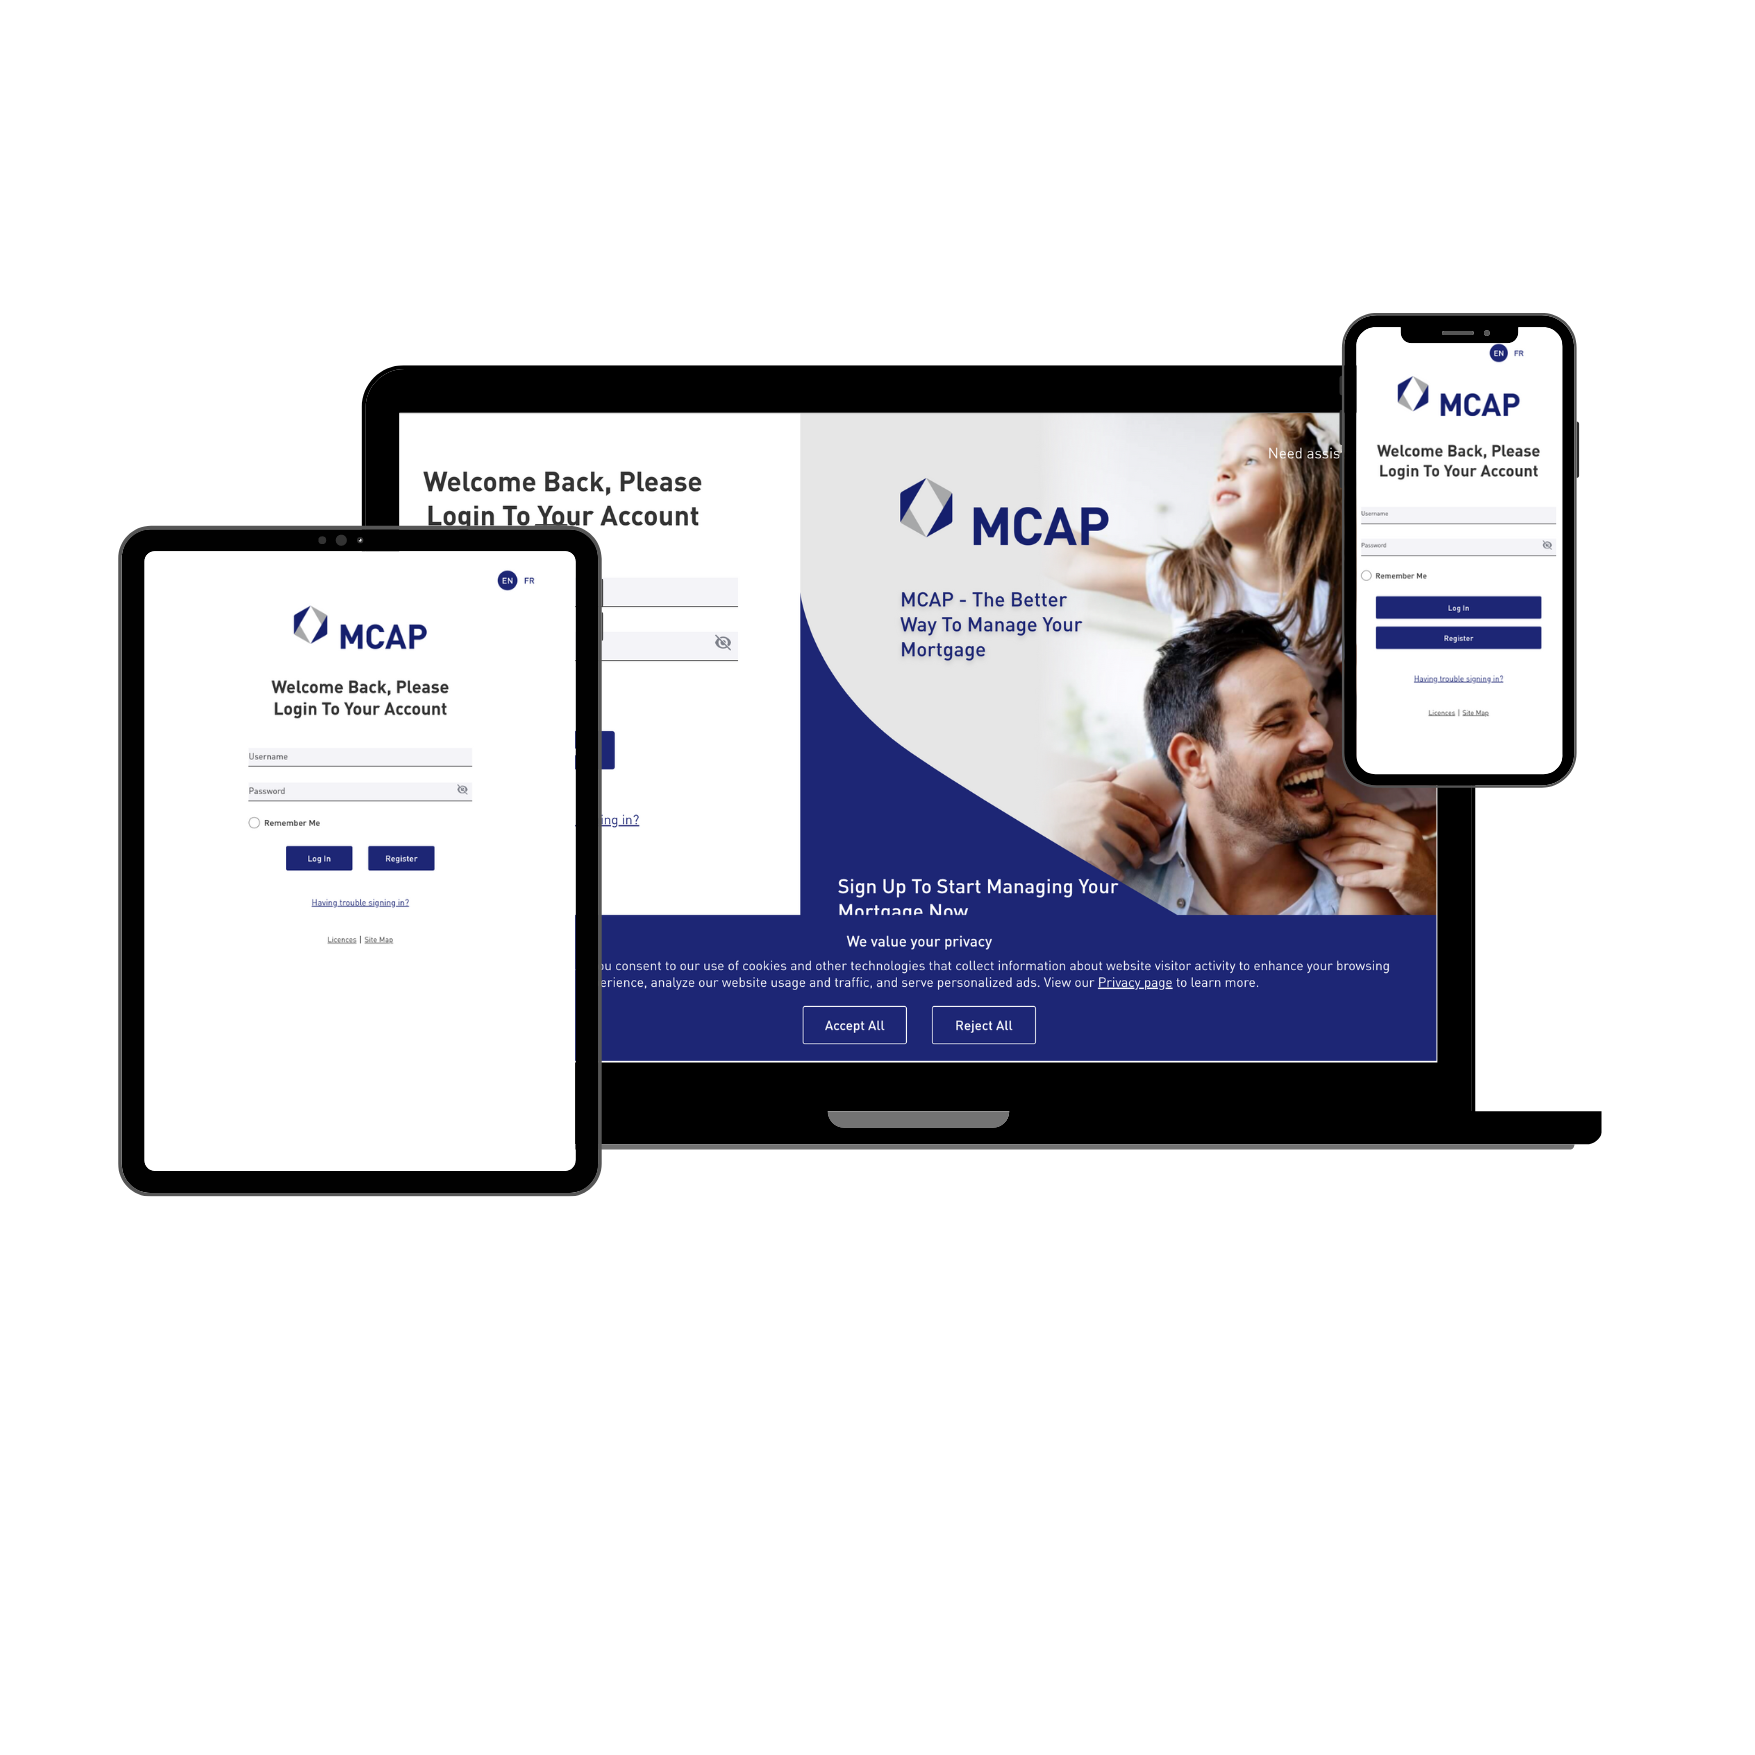 EN FR
MCAP
Welcome Back, Please
Login To Your Account
Username
Password
Remember Me
Log In Register
Having trouble signing in?
Licences | Site Map
Welcome Back, Please
Login To Your Account
ing in?
Need assis
MCAP
MCAP - The Better
Way To Manage Your
Mortgage
Sign Up To Start Managing Your
Mortgage Now
We value your privacy
ou consent to our use of cookies and other technologies that collect information about website visitor activity to enhance your browsing
erience, analyze our website usage and traffic, and serve personalized ads. View our Privacy page to learn more.
Accept All Reject All
EN FR
MCAP
Welcome Back, Please
Login To Your Account
Username
Password
Remember Me
Log In
Register
Having trouble signing in?
Licences | Site Map